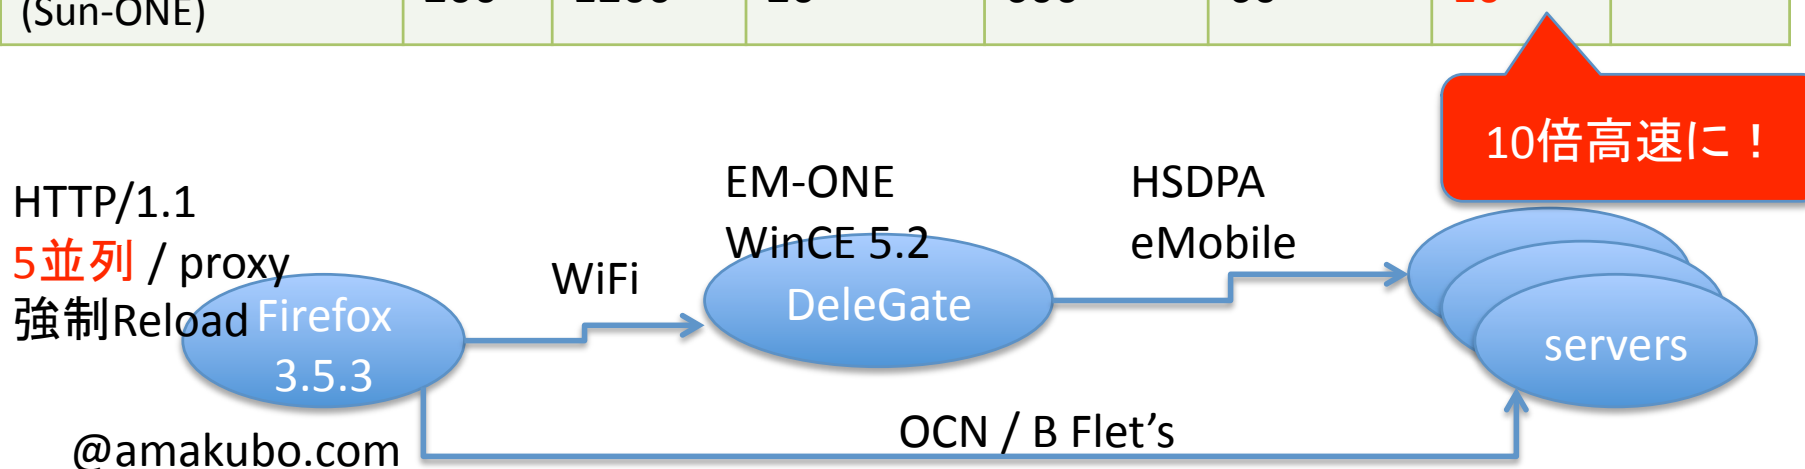 (Sun-ONE)
10倍高速に！
HTTP/1.1
5並列 / proxy
強制Reload
Firefox
3.5.3
WiFi
EM-ONE
WinCE 5.2
DeleGate
HSDPA
eMobile
servers
OCN / B Flet’s
@amakubo.com